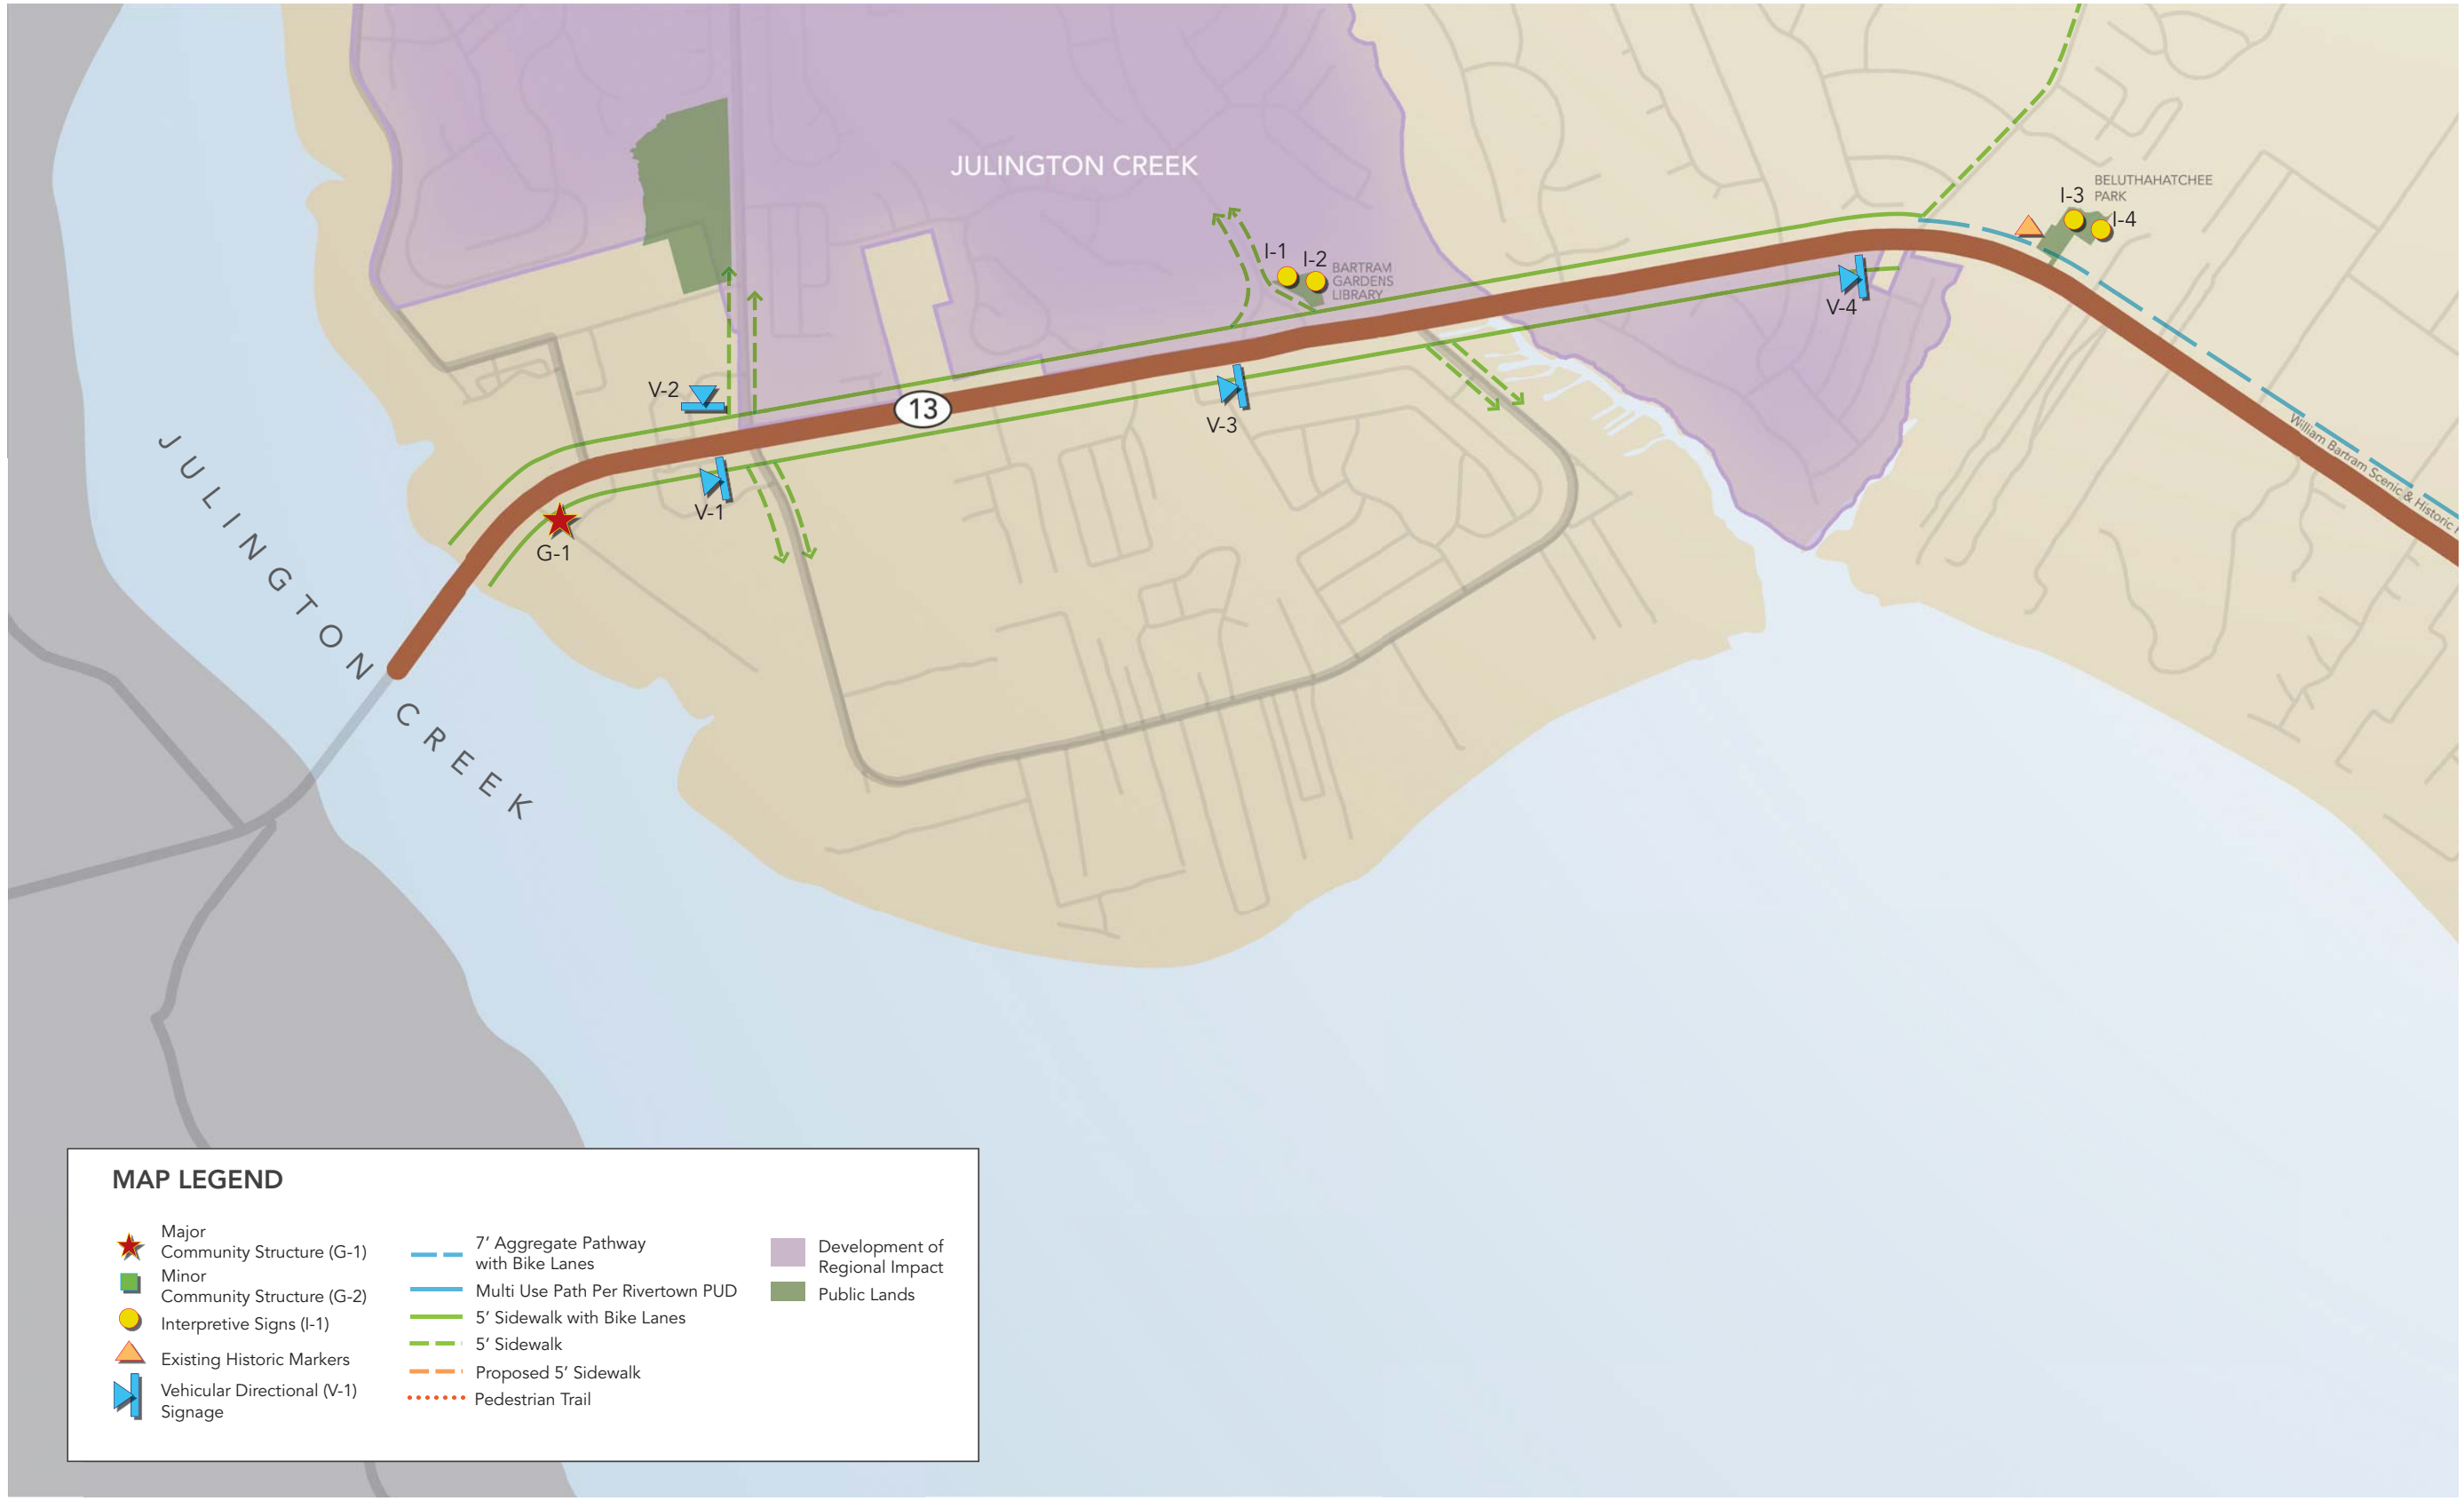 JULINGTON CREEK
BELUTHAHATCHEE
PARK
I-3
I-4
I-1
I-2
BARTRAM
GARDENS
LIBRARY
V-4
V-2
13
V-3
V-1
G-1
William Bartram Scenic & Historic
JULINGTON CREEK
MAP LEGEND
Major
Community Structure (G-1)
Minor
Community Structure (G-2)
Interpretive Signs (I-1)
Existing Historic Markers
Vehicular Directional (V-1)
Signage
7’ Aggregate Pathway
with Bike Lanes
Multi Use Path Per Rivertown PUD
5’ Sidewalk with Bike Lanes
5’ Sidewalk
Proposed 5’ Sidewalk
Pedestrian Trail
Development of
Regional Impact
Public Lands